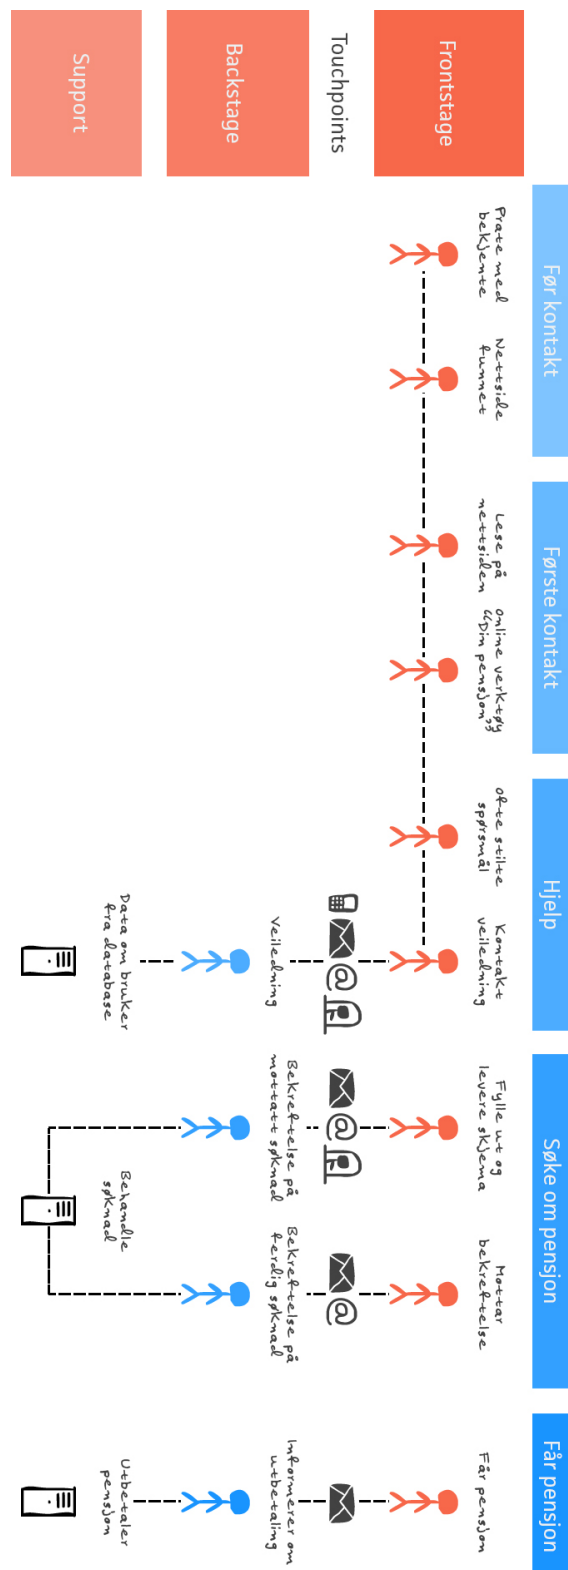 Før kontakt
Første kontakt
Hjelp
Søke om pensjon
Får pensjon
Frontstage
Prate med
bekjente
Nettside
funnet
Lese på
nettsiden
Online verktøy
“Din pensjon”
Ofte stilte
spørsmål
Kontakt
veiledning
Fylle ut og
levere skjema
Mottar
bekreftelse
Får pensjon
Touchpoints
@
@
@
Backstage
Veiledning
Bekreftelse på
mottatt søknad
Bekreftelse på
ferdig søknad
Informerer om
utbetaling
Support
Data om bruker
fra database
Behandle
søknad
Utbetaler
pensjon